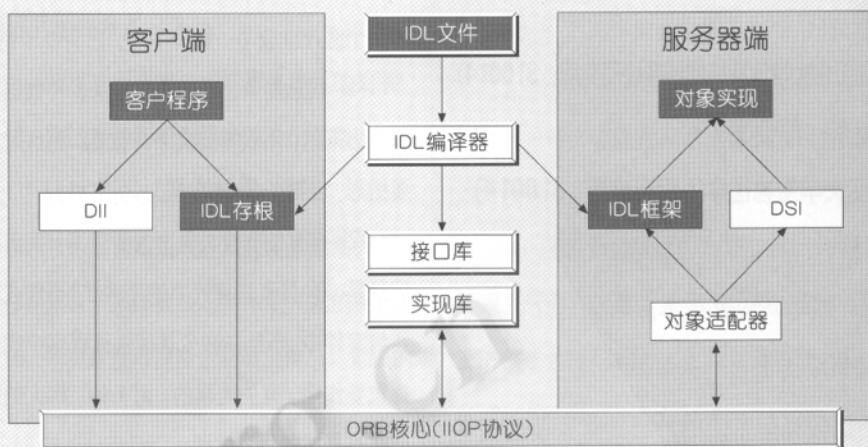 客户端
IDL文件
服务器端
客户程序
对象实现
IDL编译器
DII
IDL存根
IDL框架
DSI
接口库
实现库
对象适配器
ORB核心(IIOP协议)